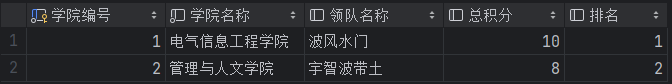 学院编号 学院名称 领队名称 总积分 排名
1 1 电气信息工程学院 波风水门 10 1
2 2 管理与人文学院 宇智波带土 8 2